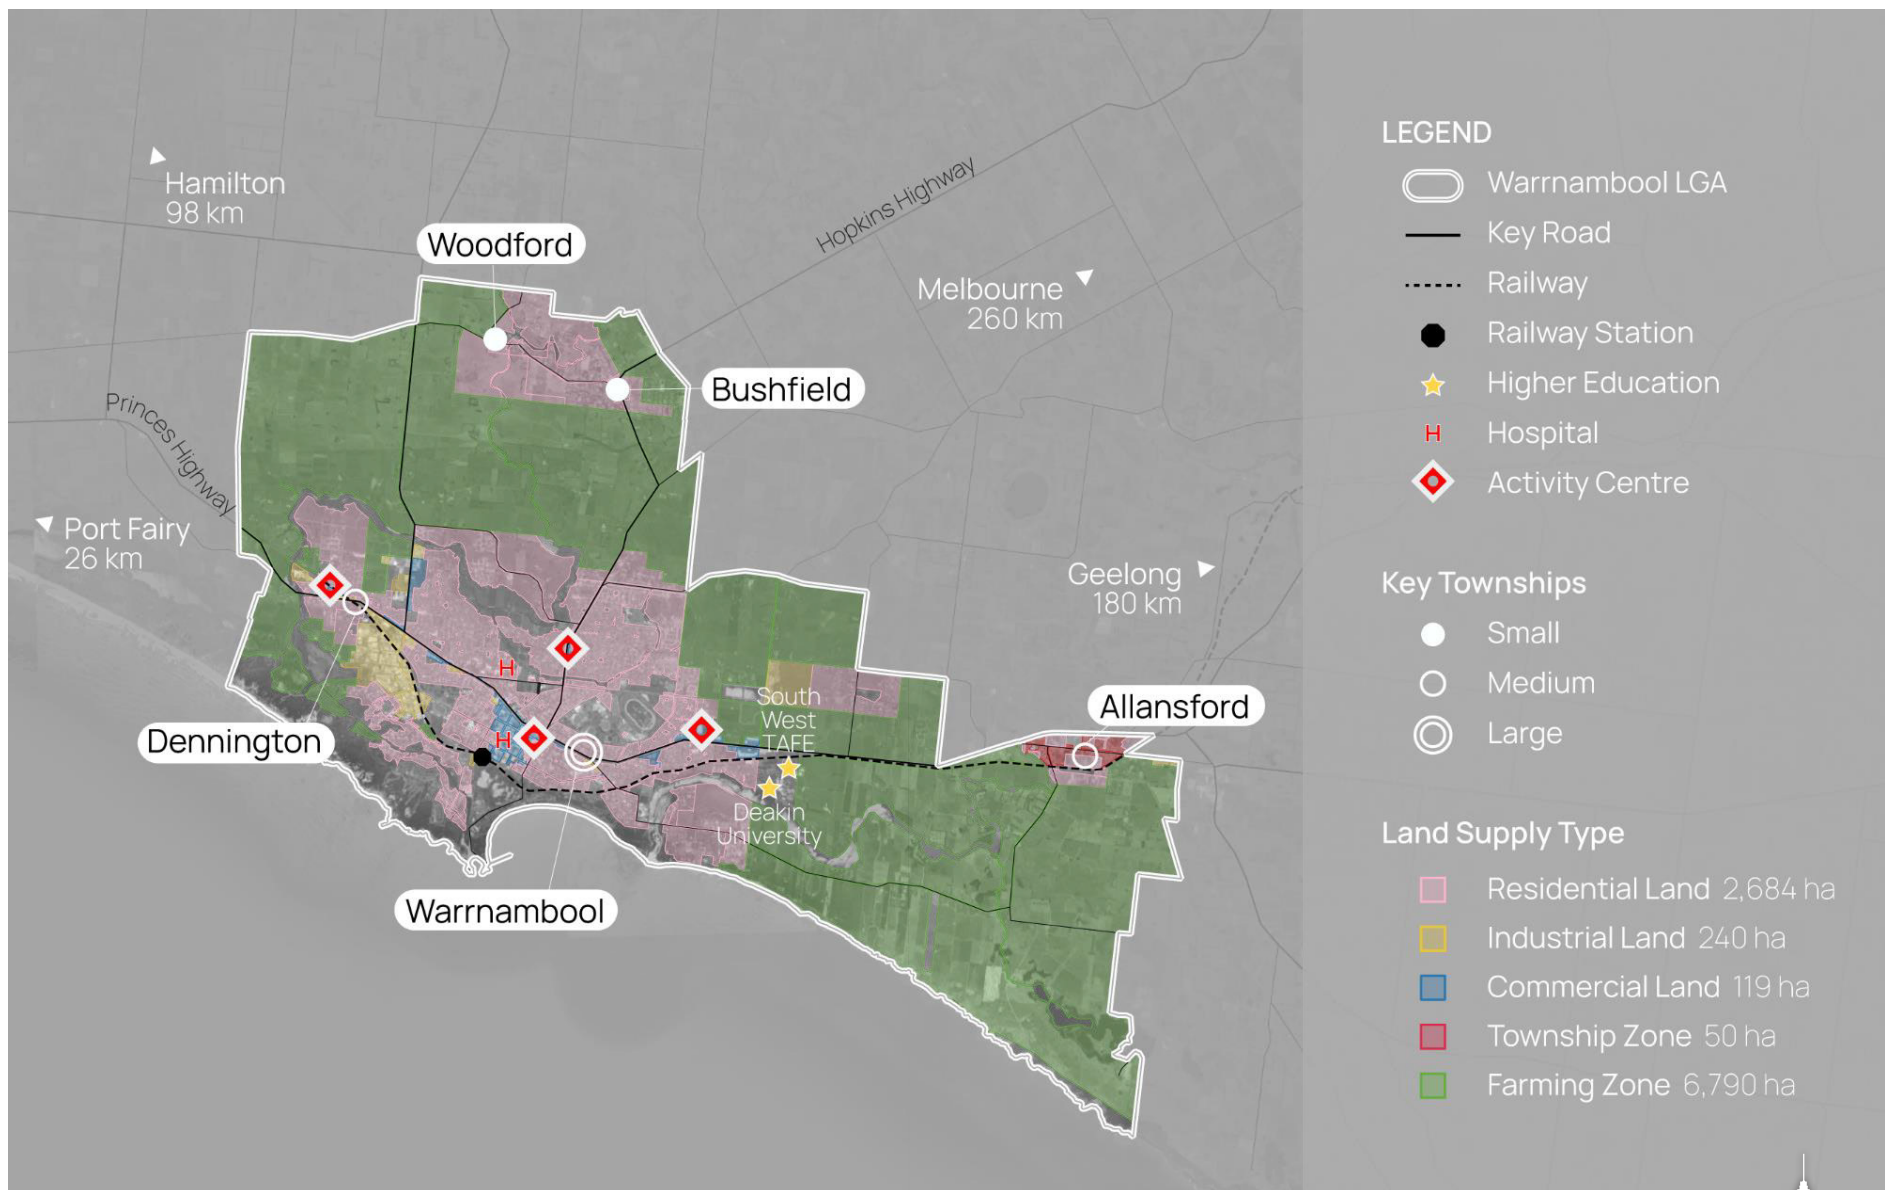 Hamilton
98 km
Woodford
Hopkins Highway
Melbourne
260 km
Bushfield
Princes Highway
Port Fairy
26 km
Geelong
180 km
H
South
West
TAFE
Allansford
Dennington
H
Deakin
University
Warrnambool
LEGEND
Warrnambool LGA
Key Road
Railway
Railway Station
Higher Education
H Hospital
Activity Centre
Key Townships
Small
Medium
Large
Land Supply Type
Residential Land 2,684 ha
Industrial Land 240 ha
Commercial Land 119 ha
Township Zone 50 ha
Farming Zone 6,790 ha